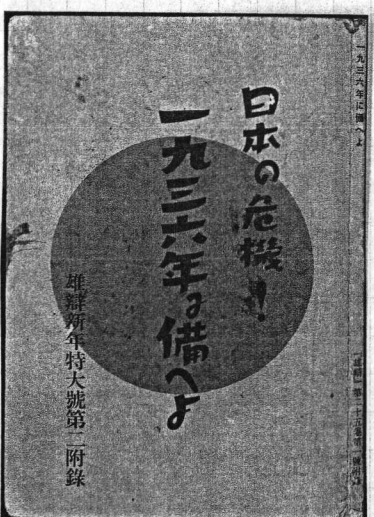 一九三六年に備へよ
日本の危機!
一九三六年に備へよ
雄辯新年特大號第二附錄